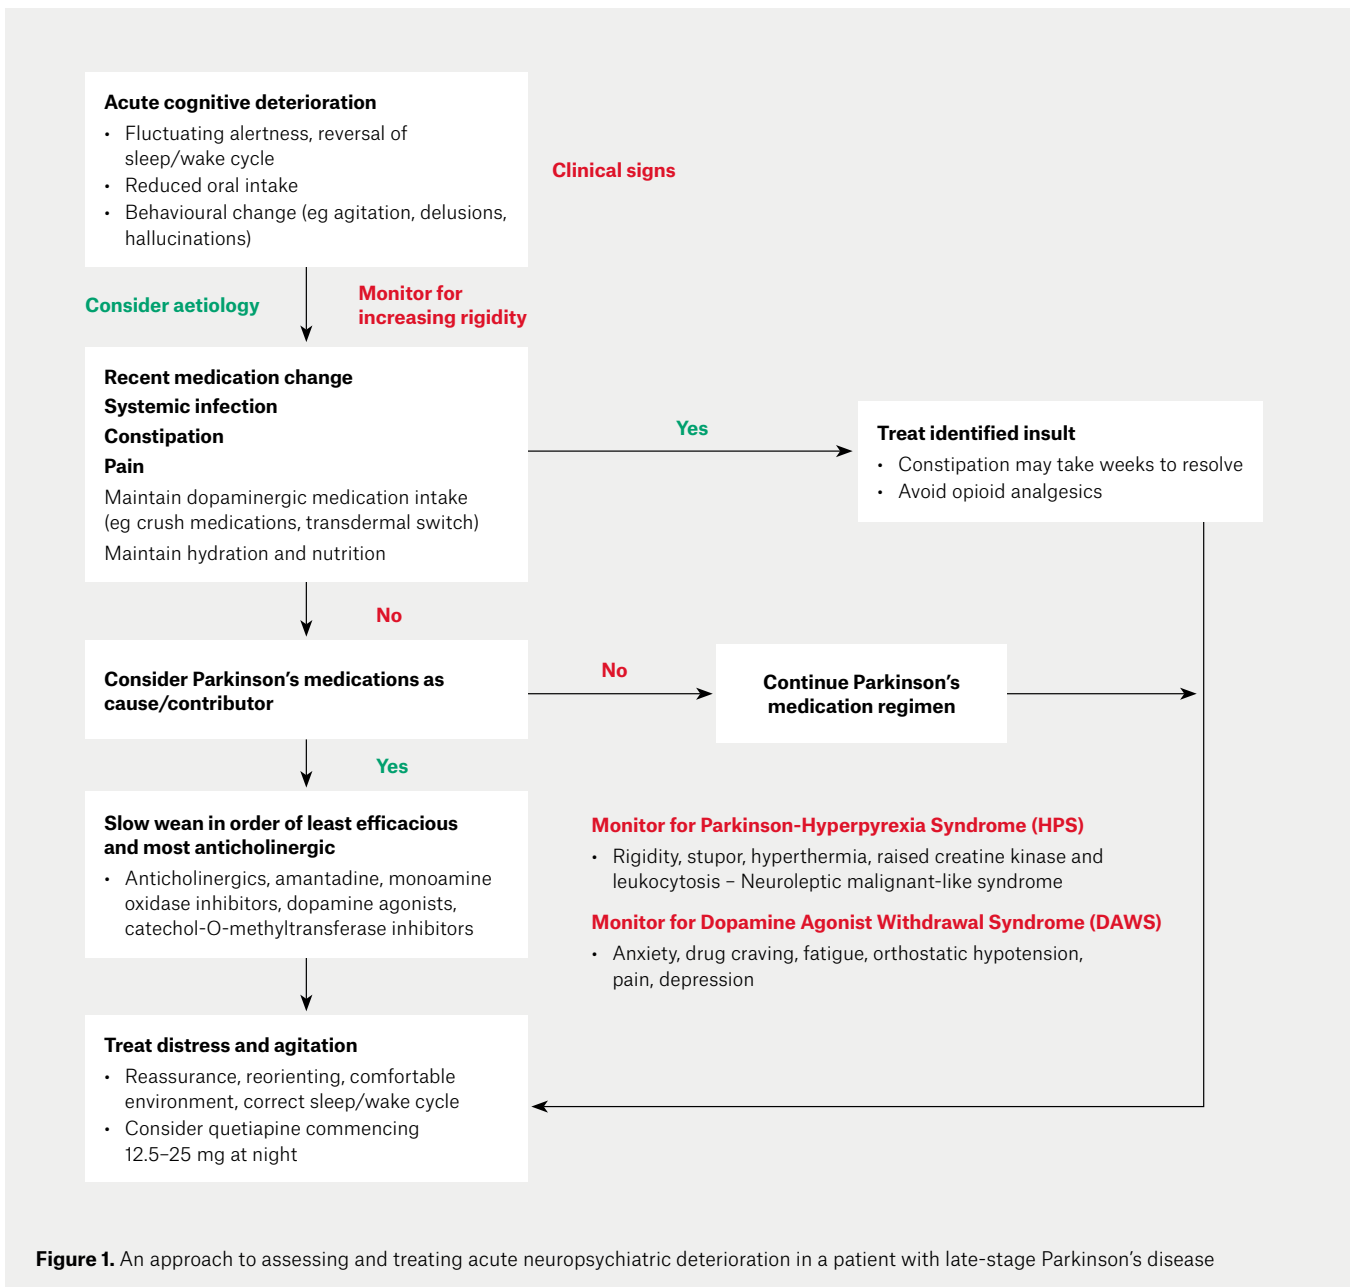 Acute cognitive deterioration
• Fluctuating alertness, reversal of
sleep/wake cycle
• Reduced oral intake
• Behavioural change (eg agitation, delusions,
hallucinations)
Clinical signs
Consider aetiology
Monitor for
increasing rigidity
Recent medication change
Systemic infection
Constipation
Pain
Maintain dopaminergic medication intake
(eg crush medications, transdermal switch)
Maintain hydration and nutrition
Yes
Treat identified insult
• Constipation may take weeks to resolve
• Avoid opioid analgesics
No
Consider Parkinson’s medications as
cause/contributor
No
Continue Parkinson’s
medication regimen
Yes
Slow wean in order of least efficacious
and most anticholinergic
• Anticholinergics, amantadine, monoamine
oxidase inhibitors, dopamine agonists,
catechol-O-methyltransferase inhibitors
Monitor for Parkinson-Hyperpyrexia Syndrome (HPS)
• Rigidity, stupor, hyperthermia, raised creatine kinase and
leukocytosis – Neuroleptic malignant-like syndrome
Monitor for Dopamine Agonist Withdrawal Syndrome (DAWS)
• Anxiety, drug craving, fatigue, orthostatic hypotension,
pain, depression
Treat distress and agitation
• Reassurance, reorienting, comfortable
environment, correct sleep/wake cycle
• Consider quetiapine commencing
12.5–25 mg at night
Figure 1. An approach to assessing and treating acute neuropsychiatric deterioration in a patient with late-stage Parkinson’s disease